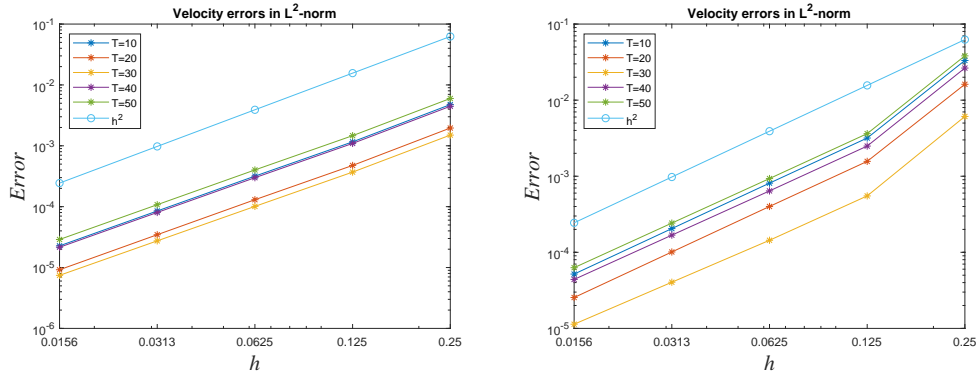 Velocity errors in L²-norm
10⁻¹
10⁻²
10⁻³
10⁻⁴
10⁻⁵
10⁻⁶
Error
T=10
T=20
T=30
T=40
T=50
h²
0.0156
0.0313
0.0625
0.125
0.25
h
Velocity errors in L²-norm
10⁻¹
10⁻²
10⁻³
10⁻⁴
10⁻⁵
Error
T=10
T=20
T=30
T=40
T=50
h²
0.0156
0.0313
0.0625
0.125
0.25
h